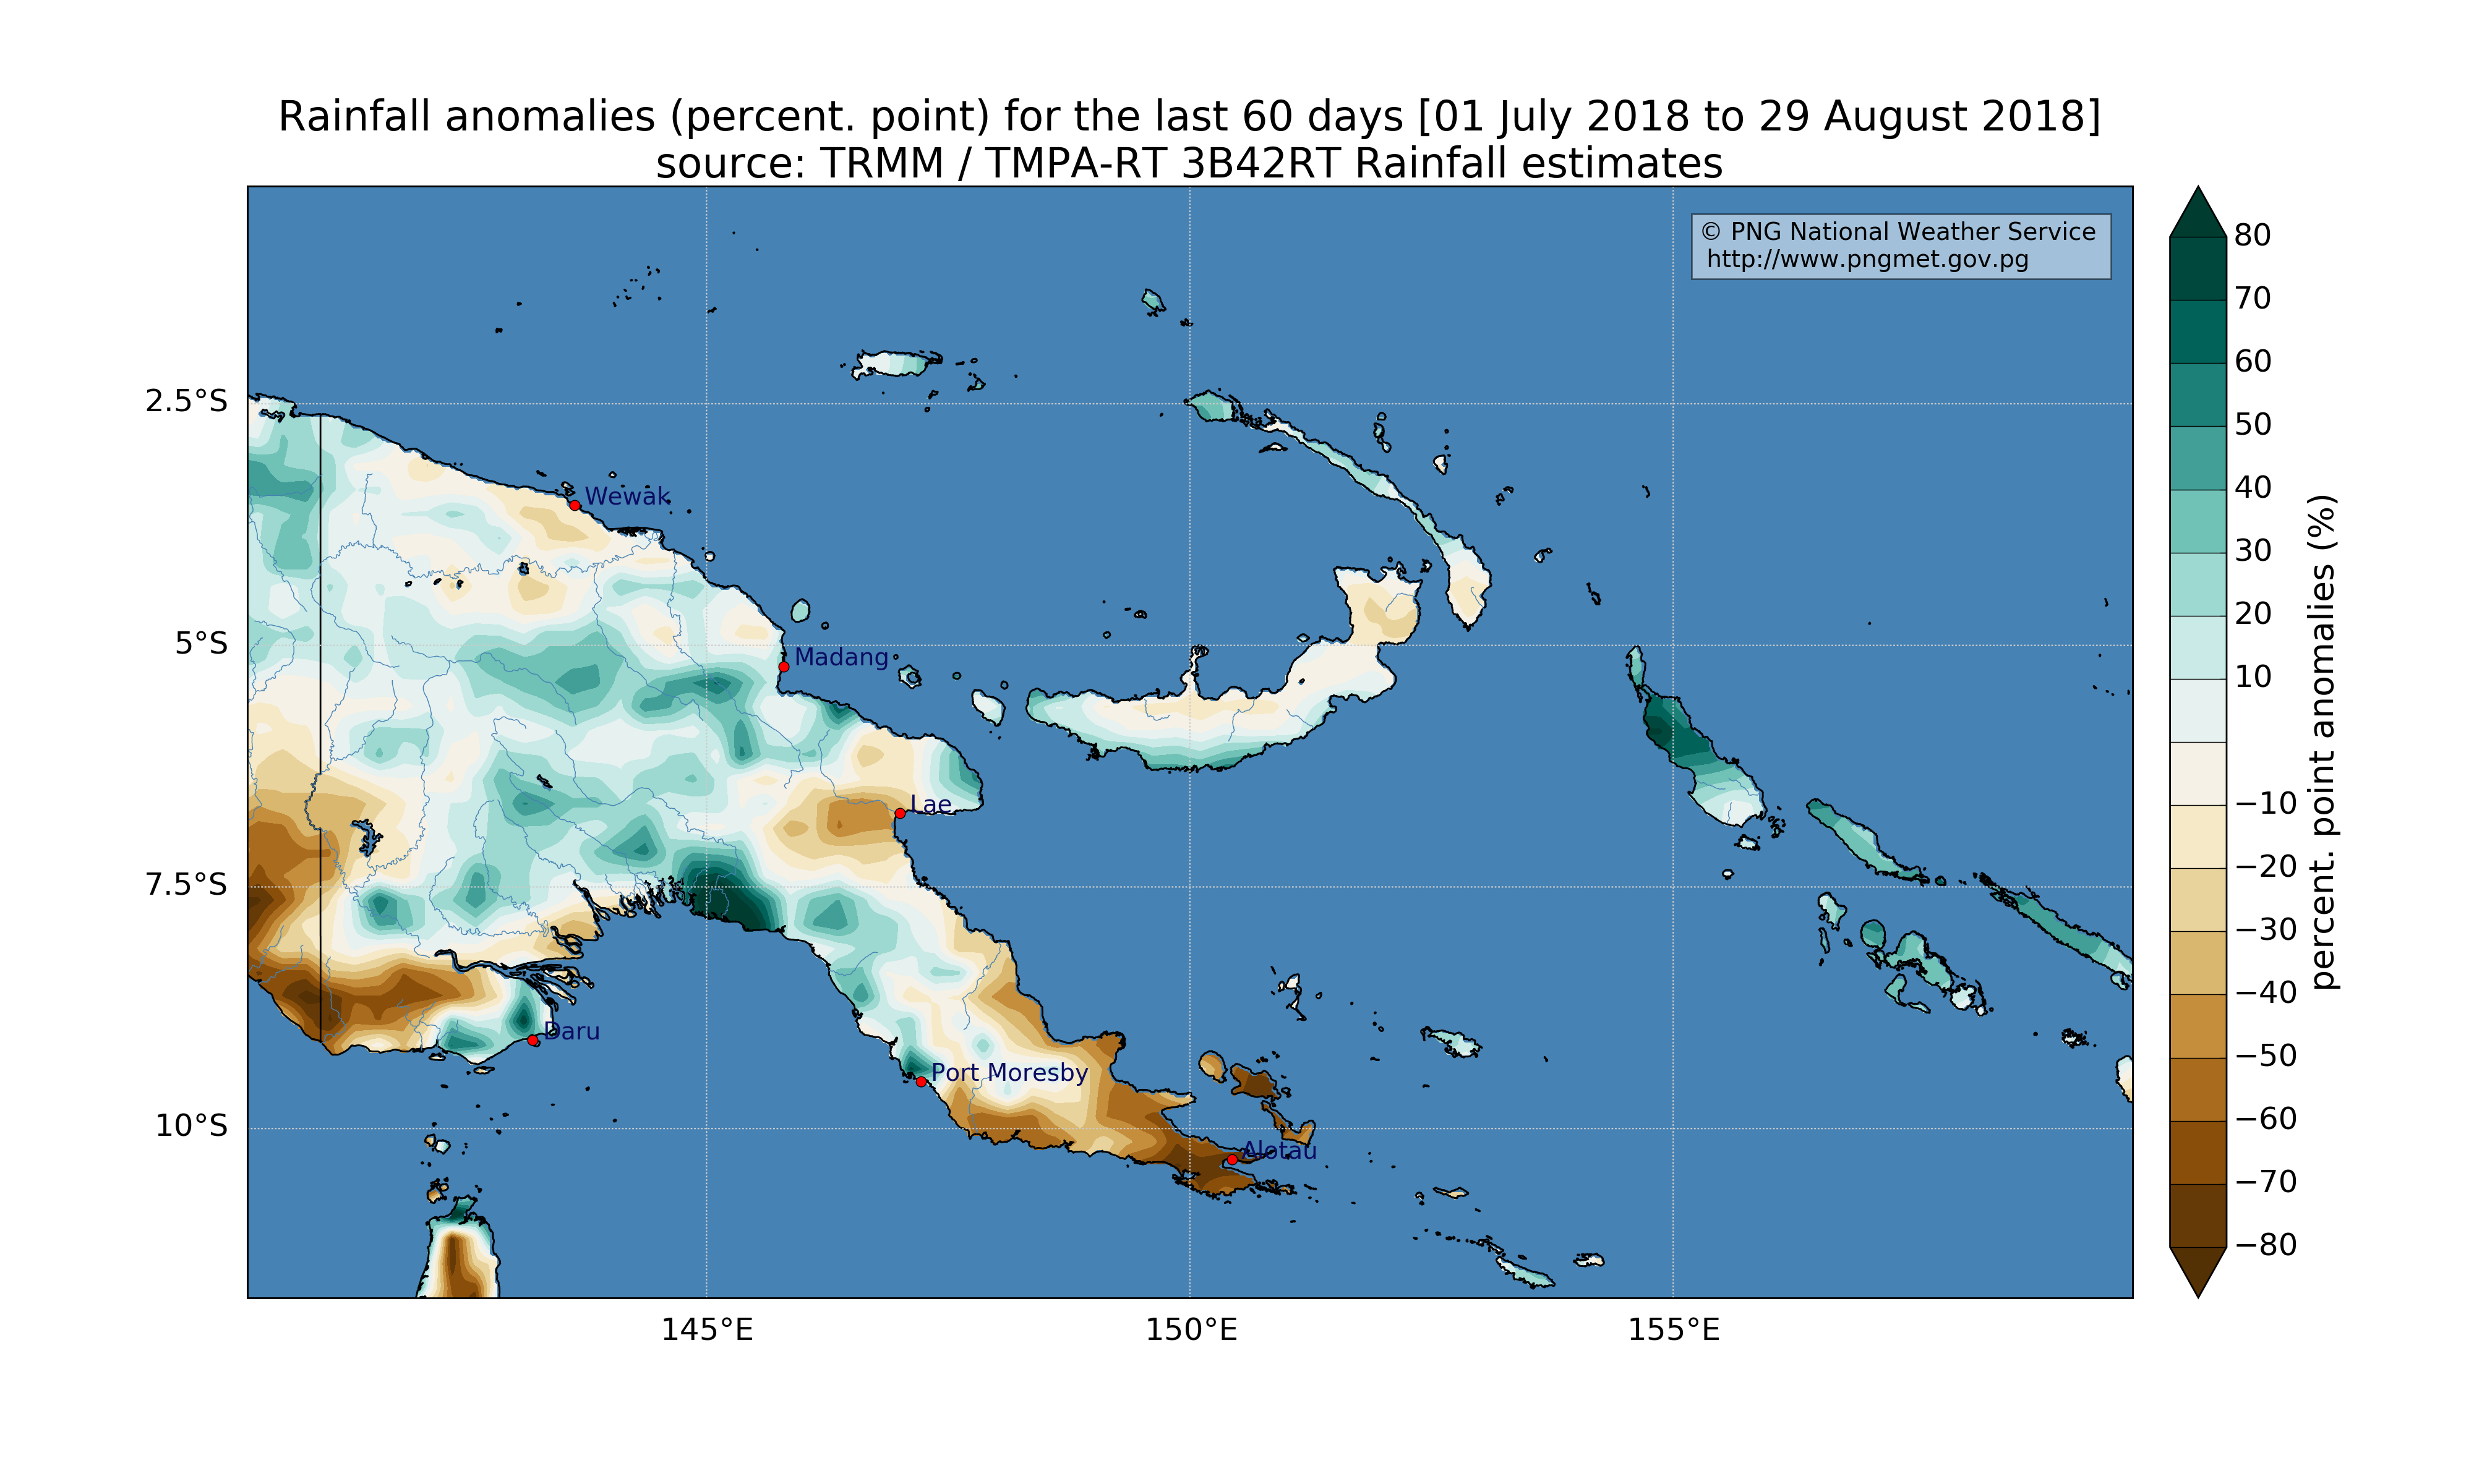 Rainfall anomalies (percent. point) for the last 60 days [01 July 2018 to 29 August 2018]
source: TRMM / TMPA-RT 3B42RT Rainfall estimates
© PNG National Weather Service
http://www.pngmet.gov.pg
2.5°S
5°S
7.5°S
10°S
145°E
150°E
155°E
Wewak
Madang
Lae
Daru
Port Moresby
Alotau
80
70
60
50
40
30
20
10
−10
−20
−30
−40
−50
−60
−70
−80
percent. point anomalies (%)